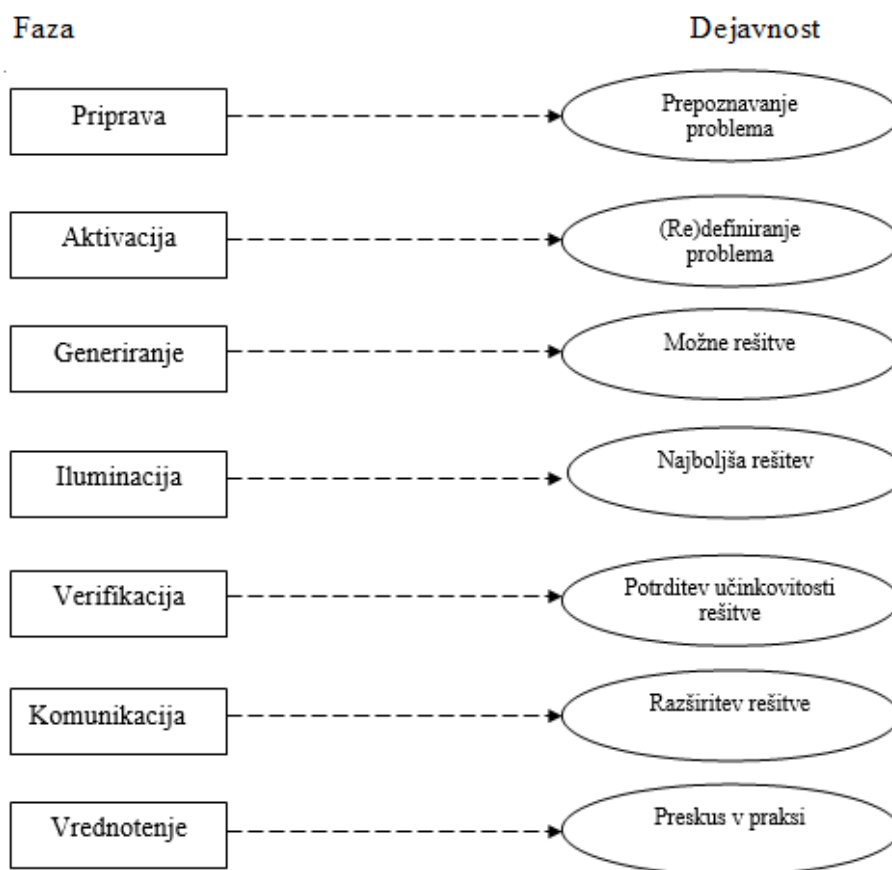 Faza Dejavnost
Priprava
Prepoznavanje
problema
Aktivacija
(Re)definiranje
problema
Generiranje
Možne rešitve
Iluminacija
Najboljša rešitev
Verifikacija
Potrditev učinkovitosti
rešitve
Komunikacija
Razširitev rešitve
Vrednotenje
Preskus v praksi